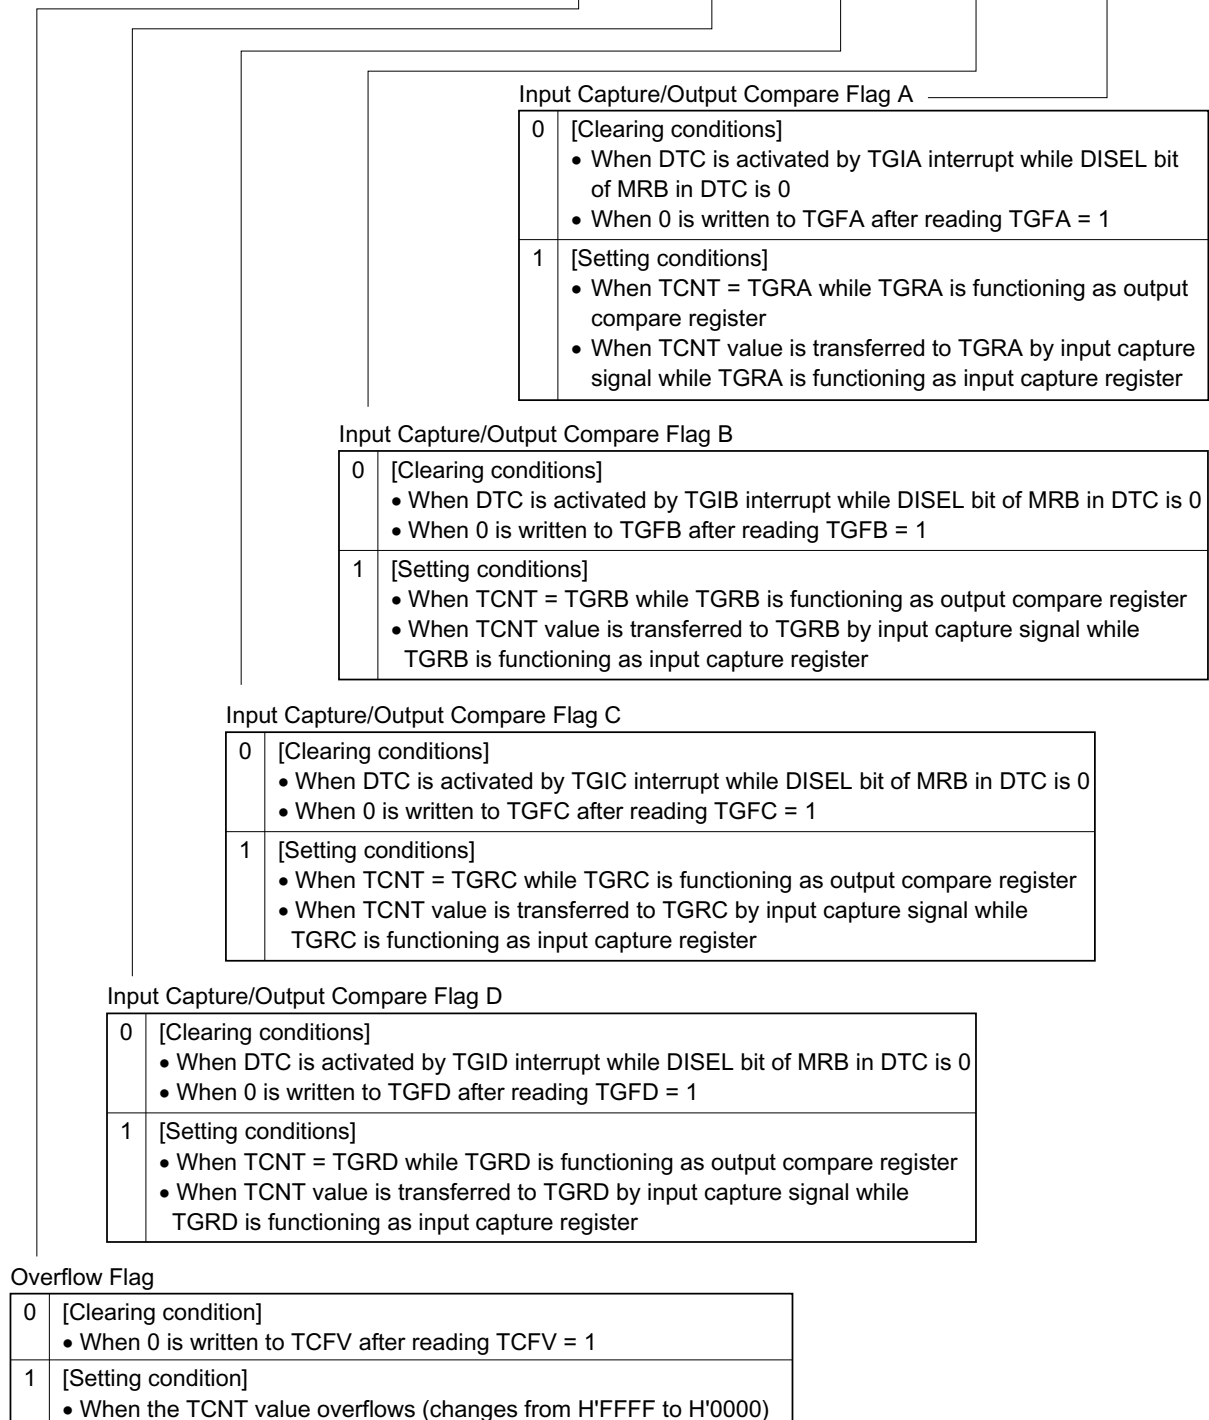 Input Capture/Output Compare Flag A
0 [Clearing conditions]
• When DTC is activated by TGIA interrupt while DISEL bit
of MRB in DTC is 0
• When 0 is written to TGFA after reading TGFA = 1
1 [Setting conditions]
• When TCNT = TGRA while TGRA is functioning as output
compare register
• When TCNT value is transferred to TGRA by input capture
signal while TGRA is functioning as input capture register
Input Capture/Output Compare Flag B
0 [Clearing conditions]
• When DTC is activated by TGIB interrupt while DISEL bit of MRB in DTC is 0
• When 0 is written to TGFB after reading TGFB = 1
1 [Setting conditions]
• When TCNT = TGRB while TGRB is functioning as output compare register
• When TCNT value is transferred to TGRB by input capture signal while
TGRB is functioning as input capture register
Input Capture/Output Compare Flag C
0 [Clearing conditions]
• When DTC is activated by TGIC interrupt while DISEL bit of MRB in DTC is 0
• When 0 is written to TGFC after reading TGFC = 1
1 [Setting conditions]
• When TCNT = TGRC while TGRC is functioning as output compare register
• When TCNT value is transferred to TGRC by input capture signal while
TGRC is functioning as input capture register
Input Capture/Output Compare Flag D
0 [Clearing conditions]
• When DTC is activated by TGID interrupt while DISEL bit of MRB in DTC is 0
• When 0 is written to TGFD after reading TGFD = 1
1 [Setting conditions]
• When TCNT = TGRD while TGRD is functioning as output compare register
• When TCNT value is transferred to TGRD by input capture signal while
TGRD is functioning as input capture register
Overflow Flag
0 [Clearing condition]
• When 0 is written to TCFV after reading TCFV = 1
1 [Setting condition]
• When the TCNT value overflows (changes from H'FFFF to H'0000)